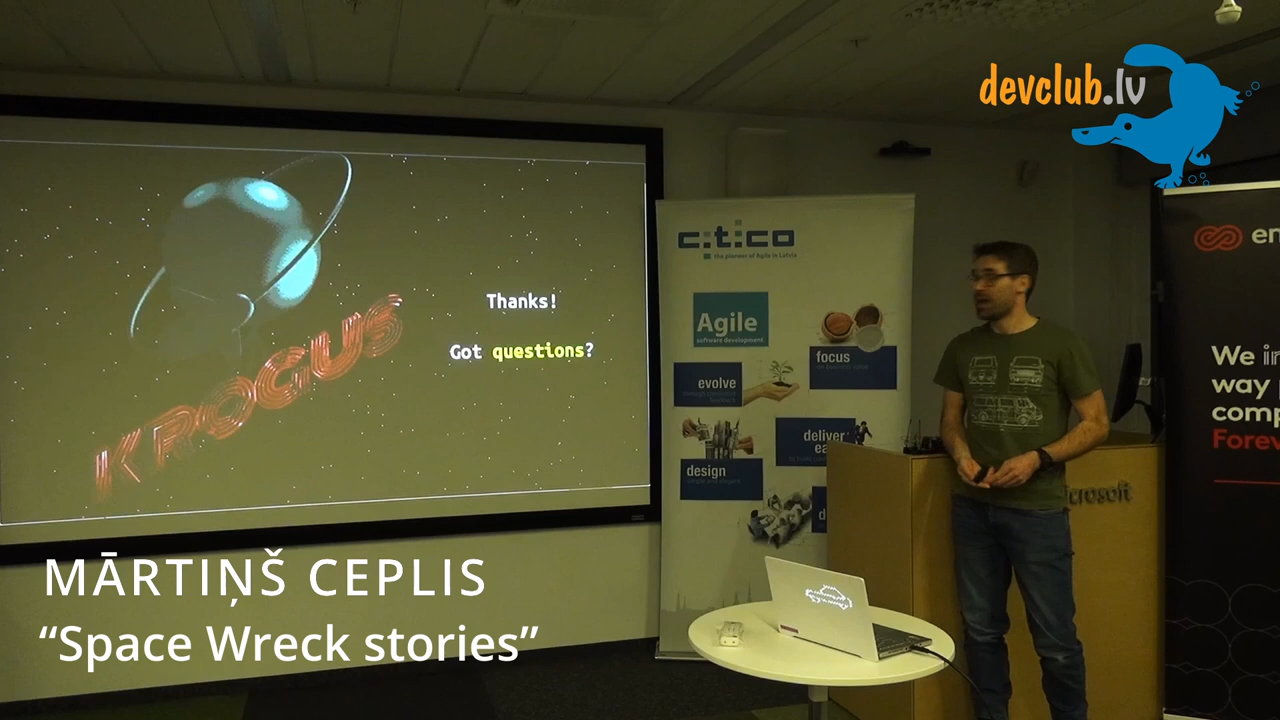 devclub.lv
KROCUS
Thanks!
Got questions?
c:t:co
the pioneer of Agile in Latvia
Agile
software development
focus
evolve
deliver
design
We
way
comp
Forev
crosoft
MĀRTIŅŠ CEPLIS
“Space Wreck stories”